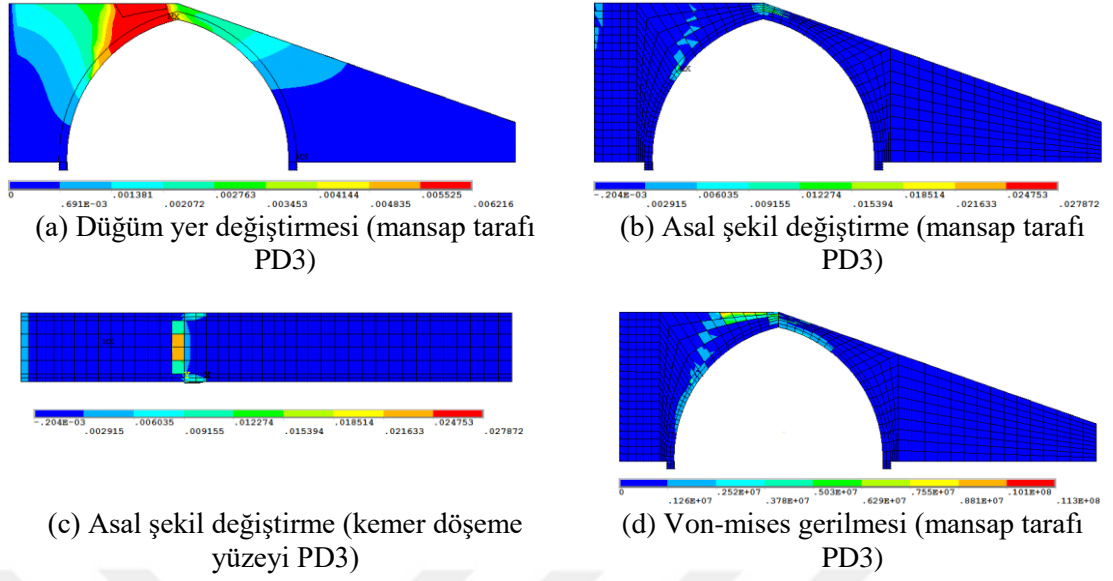 MX
0 .001381 .002763 .004144 .005525
.691E-03 .002072 .003453 .004835 .006216
(a) Düğüm yer değiştirmesi (mansap tarafı
PD3)
-.204E-03 .006035 .012274 .018514 .024753
.002915 .009155 .015394 .021633 .027872
(b) Asal şekil değiştirme (mansap tarafı
PD3)
-.204E-03 .006035 .012274 .018514 .024753
.002915 .009155 .015394 .021633 .027872
(c) Asal şekil değiştirme (kemer döşeme
yüzeyi PD3)
0 .252E+07 .503E+07 .755E+07 .101E+08
.126E+07 .378E+07 .629E+07 .881E+07 .113E+08
(d) Von-mises gerilmesi (mansap tarafı
PD3)